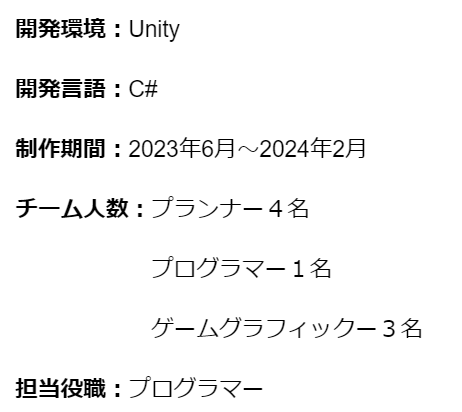 開発環境：Unity
開発言語：C#
制作期間：2023年6月～2024年2月
チーム人数：プランナー４名
プログラマー１名
ゲームグラフィックー３名
担当役職：プログラマー